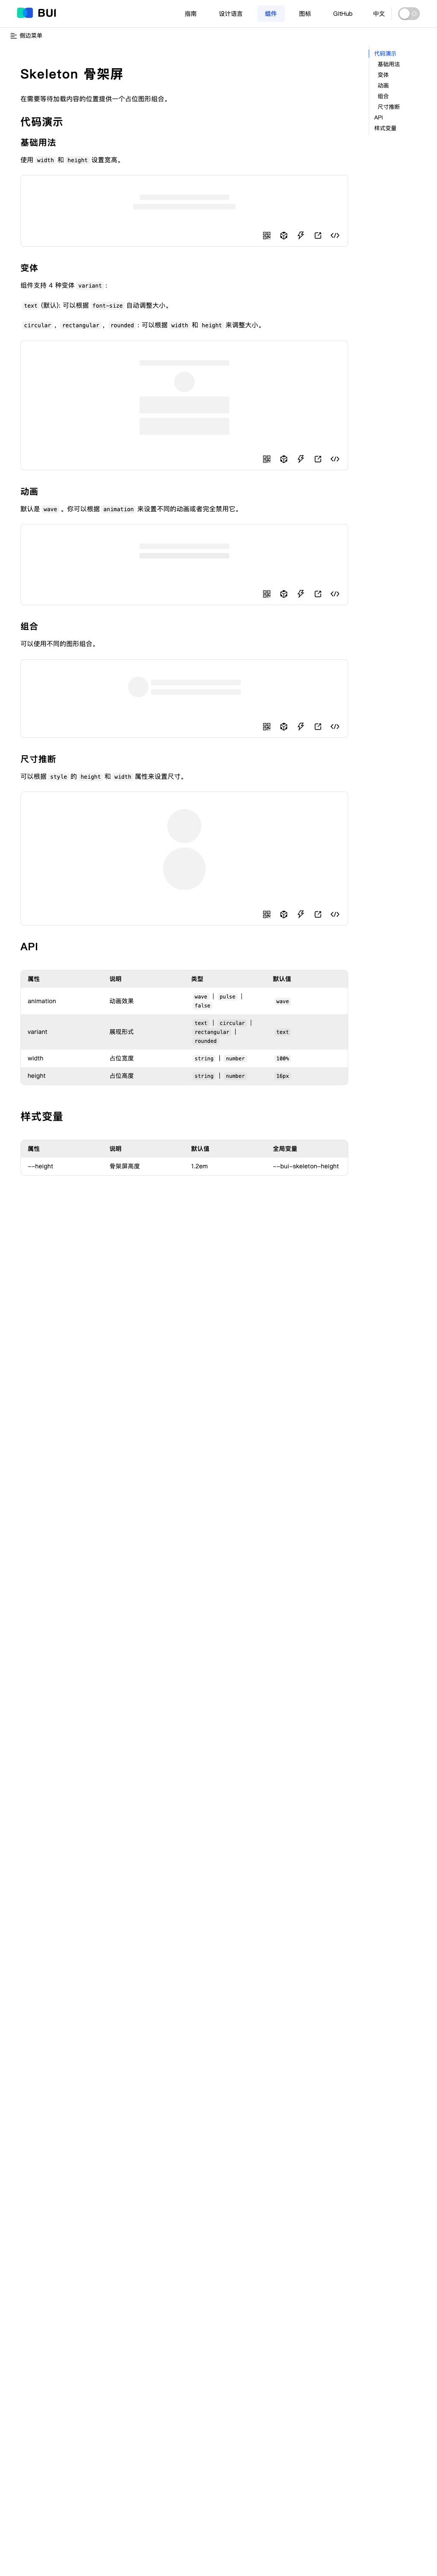 BUI
指南 设计语言 组件 图标 GitHub 中文
侧边菜单
代码演示
基础用法
变体
动画
组合
尺寸推断
API
样式变量
Skeleton 骨架屏
在需要等待加载内容的位置提供一个占位图形组合。
代码演示
基础用法
使用 width 和 height 设置宽高。
变体
组件支持 4 种变体 variant :
text (默认): 可以根据 font-size 自动调整大小。
circular , rectangular , rounded : 可以根据 width 和 height 来调整大小。
动画
默认是 wave 。你可以根据 animation 来设置不同的动画或者完全禁用它。
组合
可以使用不同的图形组合。
尺寸推断
可以根据 style 的 height 和 width 属性来设置尺寸。
API
属性 说明 类型 默认值
animation 动画效果 wave | pulse | false wave
variant 展现形式 text | circular | rectangular | rounded text
width 占位宽度 string | number 100%
height 占位高度 string | number 16px
样式变量
属性 说明 默认值 全局变量
--height 骨架屏高度 1.2em --bui-skeleton-height